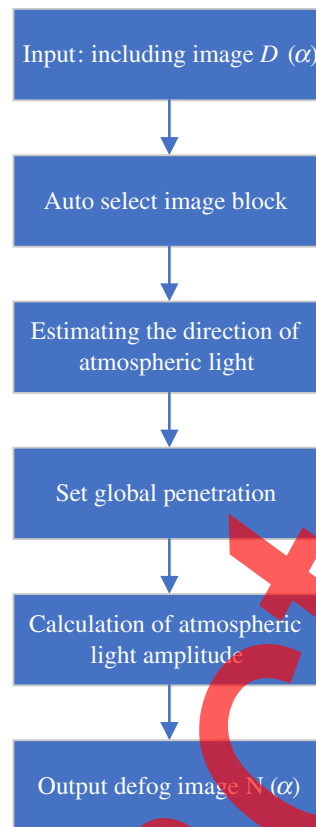 Input: including image D (α)
Auto select image block
Estimating the direction of
atmospheric light
Set global penetration
Calculation of atmospheric
light amplitude
Output defog image N (α)